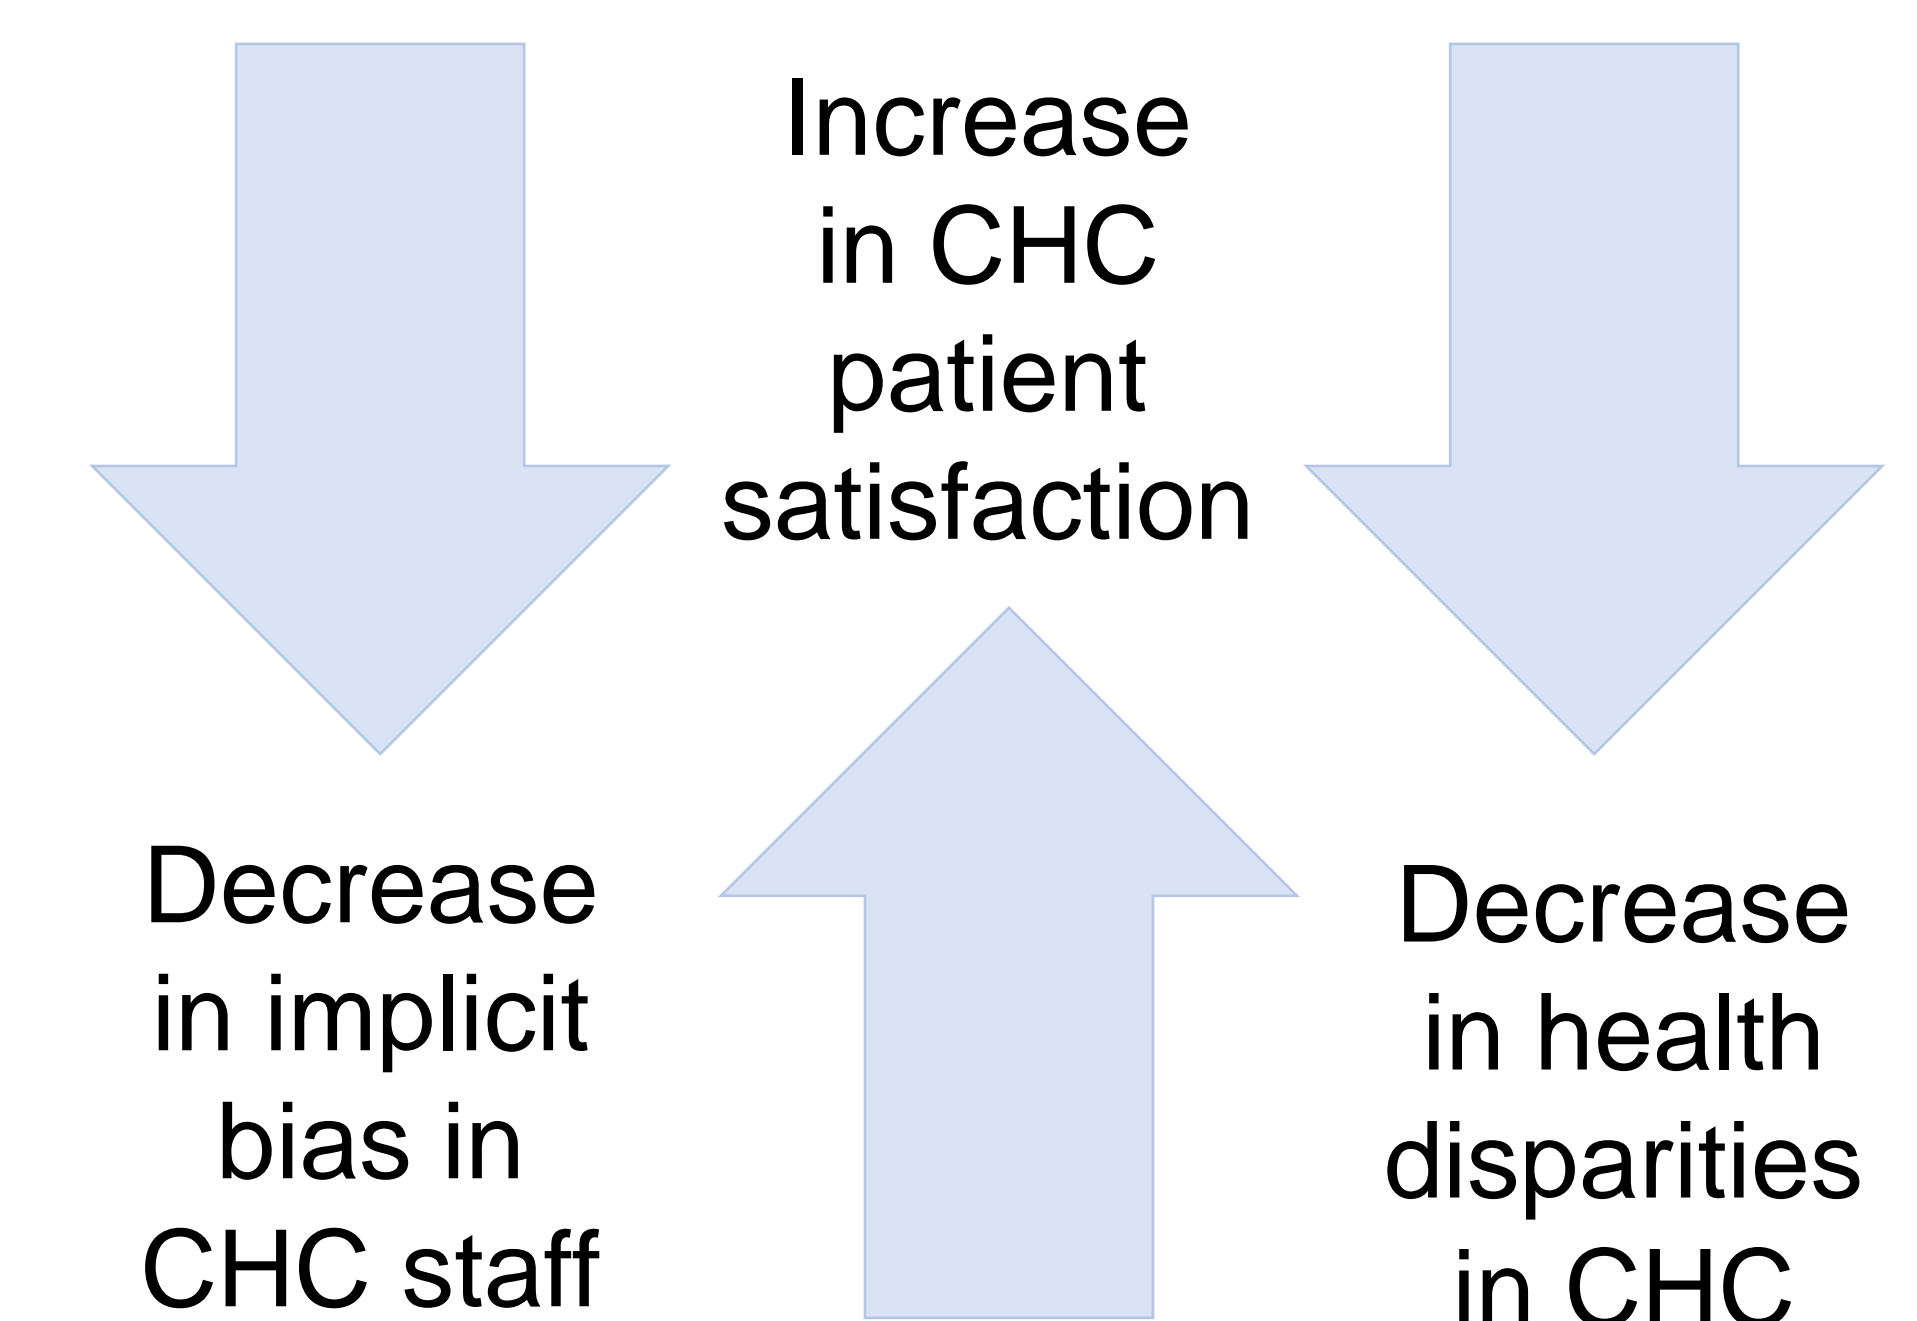 Increase
in CHC
patient
satisfaction
Decrease
in implicit
bias in
CHC staff
Decrease
in health
disparities
in CHC